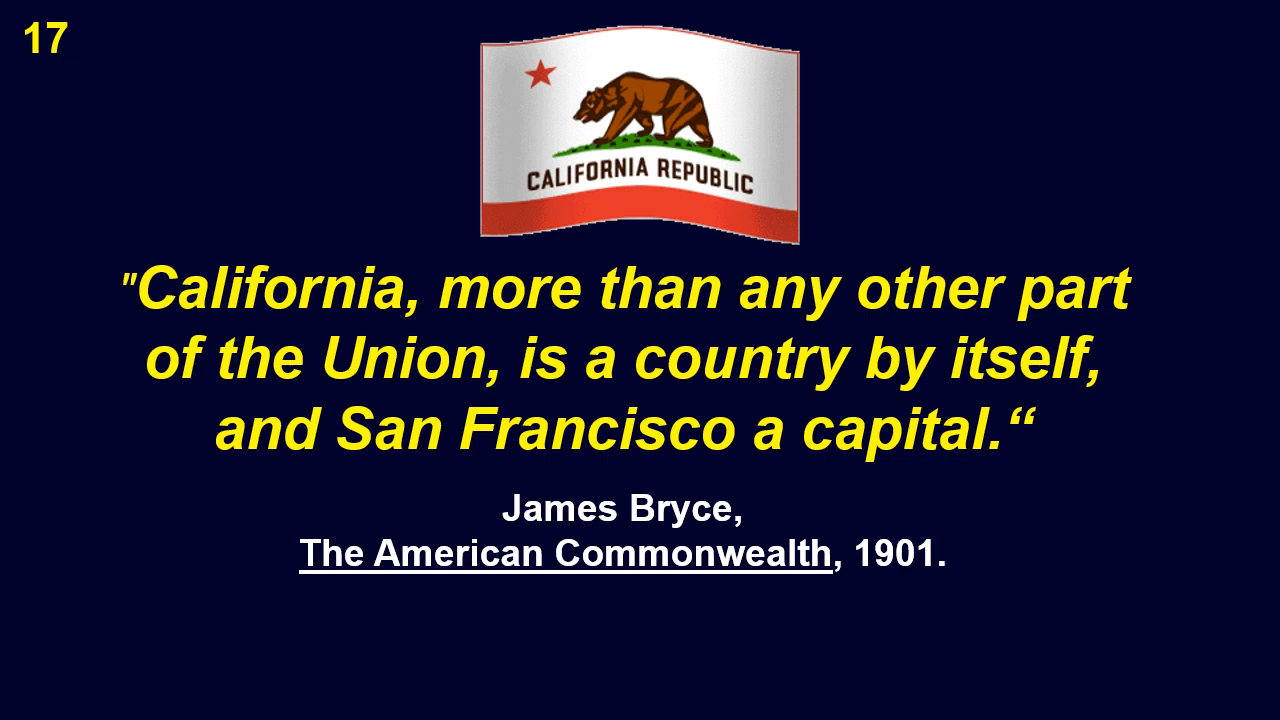 17
CALIFORNIA REPUBLIC
"California, more than any other part
of the Union, is a country by itself,
and San Francisco a capital.“
James Bryce,
The American Commonwealth, 1901.